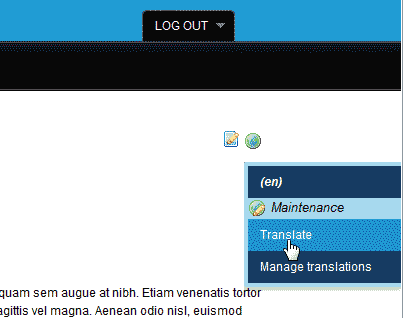 LOG OUT
(en)
Maintenance
Translate
Manage translations
quam sem augue at nibh. Etiam venenatis tortor
agittis vel magna. Aenean odio nisl, euismod